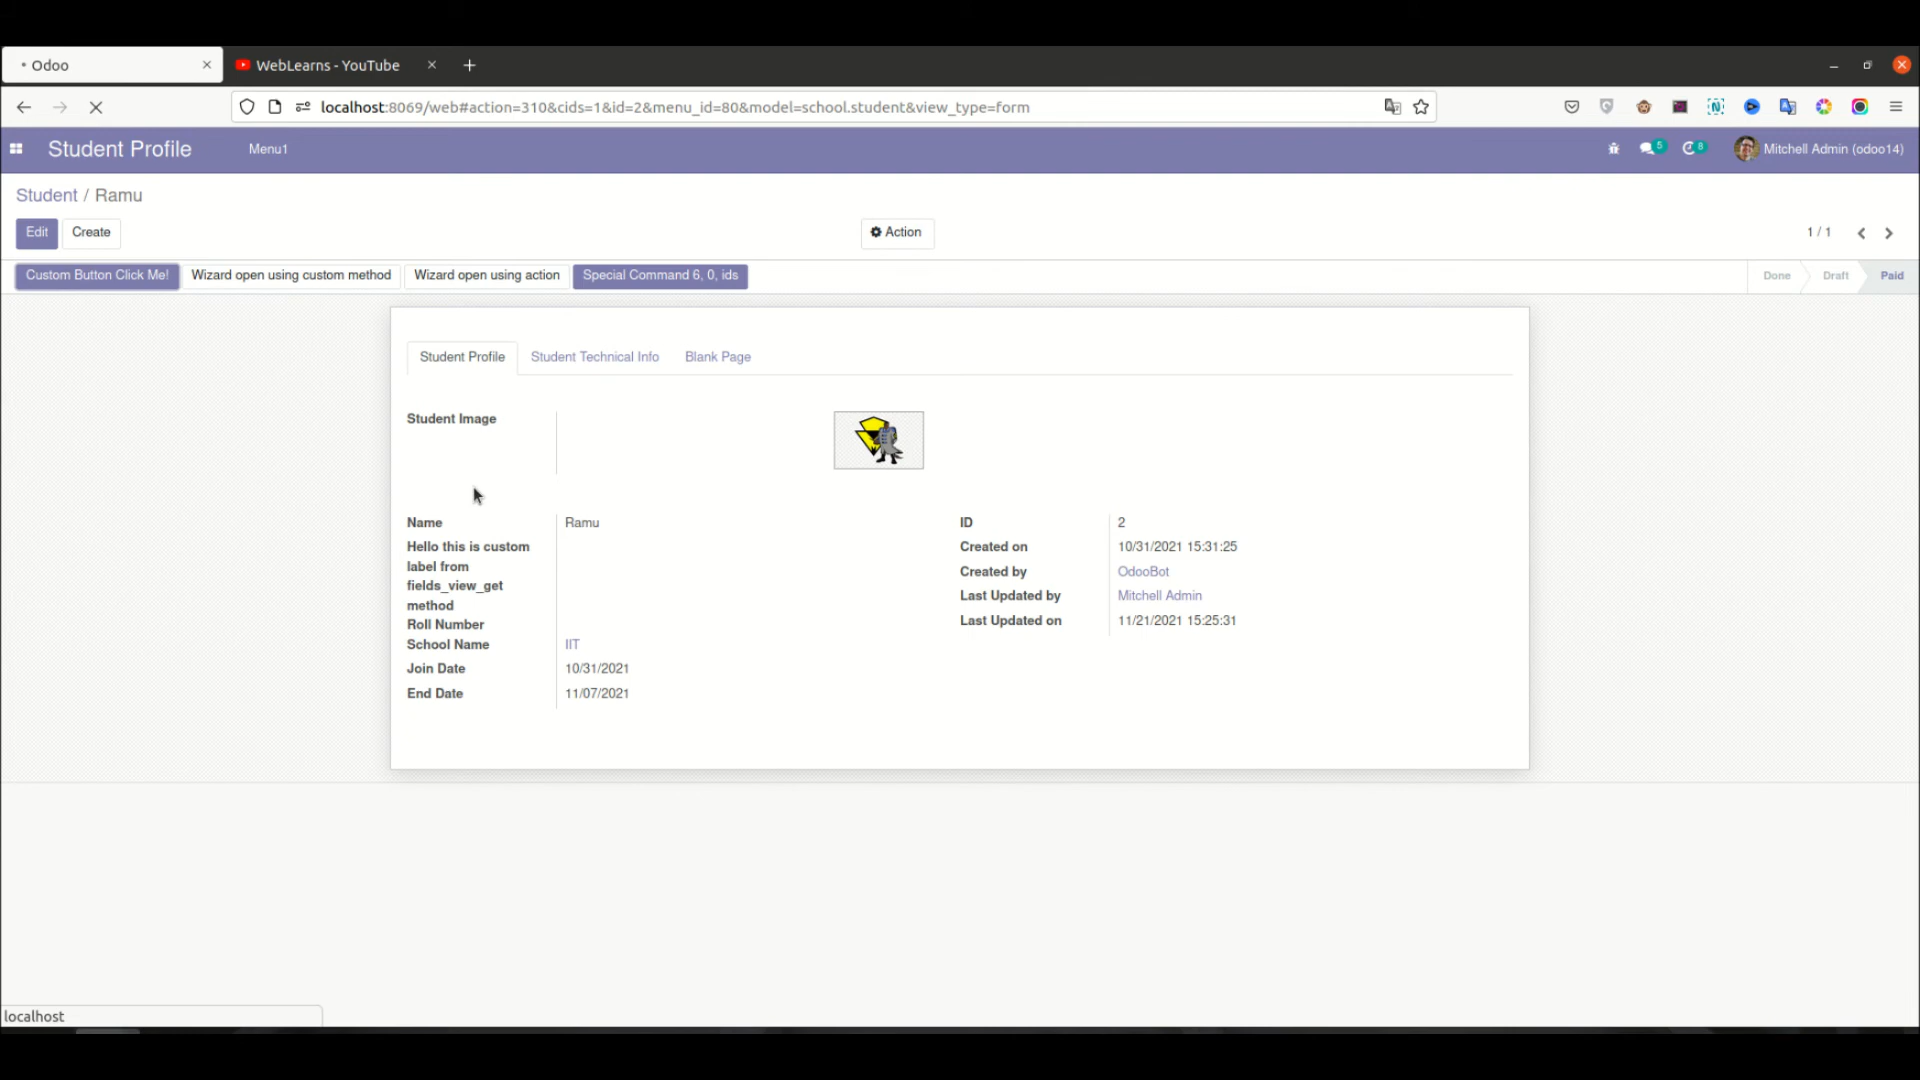 Odoo
WebLearns - YouTube
localhost:8069/web#action=310&cids=1&id=2&menu_id=80&model=school.student&view_type=form
Student Profile Menu1 5 8 Mitchell Admin (odoo14)
Student / Ramu
Edit Create Action 1 / 1
Custom Button Click Me! Wizard open using custom method Wizard open using action Special Command 6, 0, ids Done Draft Paid
Student Profile Student Technical Info Blank Page
Student Image
Name Ramu
Hello this is custom
label from
fields_view_get
method
Roll Number
School Name IIT
Join Date 10/31/2021
End Date 11/07/2021
ID 2
Created on 10/31/2021 15:31:25
Created by OdooBot
Last Updated by Mitchell Admin
Last Updated on 11/21/2021 15:25:31
localhost